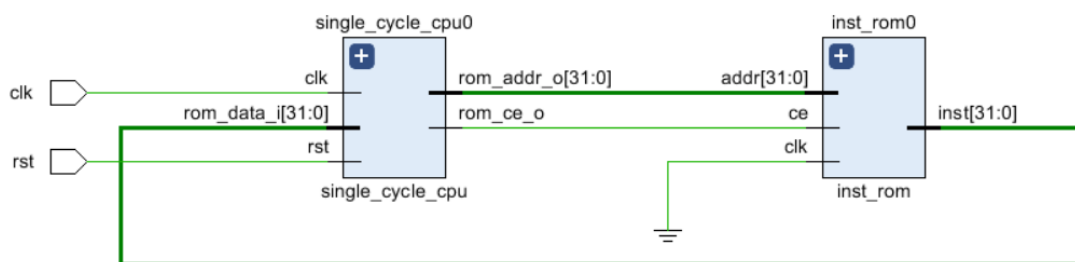 single_cycle_cpu0
inst_rom0
clk
clk
rom_addr_o[31:0]
addr[31:0]
rom_data_i[31:0]
rom_ce_o
ce
inst[31:0]
rst
rst
clk
single_cycle_cpu
inst_rom